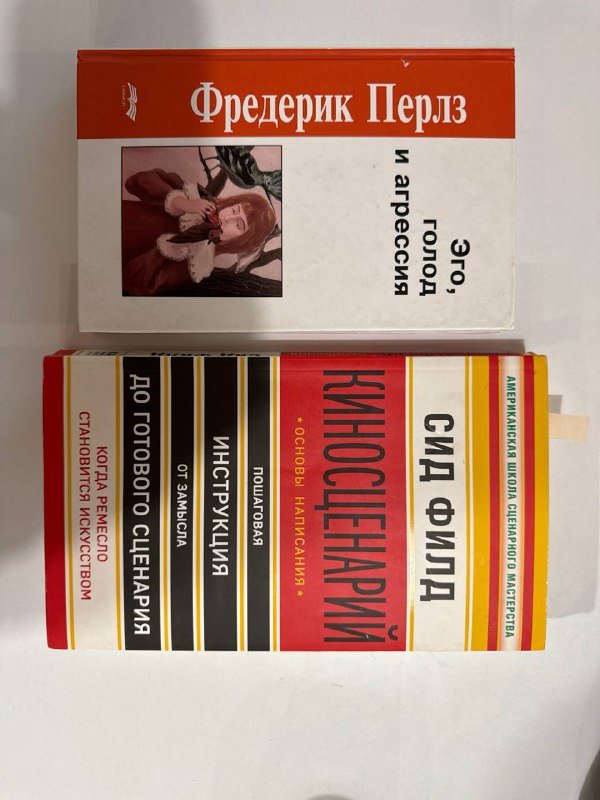 Фредерик Перлз
Эго,
голод
и агрессия
СМЫСЛ
АМЕРИКАНСКАЯ ШКОЛА СЦЕНАРНОГО МАСТЕРСТВА
СИД ФИЛД
КИНОСЦЕНАРИЙ
* ОСНОВЫ НАПИСАНИЯ *
ПОШАГОВАЯ
ИНСТРУКЦИЯ
ОТ ЗАМЫСЛА
ДО ГОТОВОГО СЦЕНАРИЯ
КОГДА РЕМЕСЛО
СТАНОВИТСЯ ИСКУССТВОМ